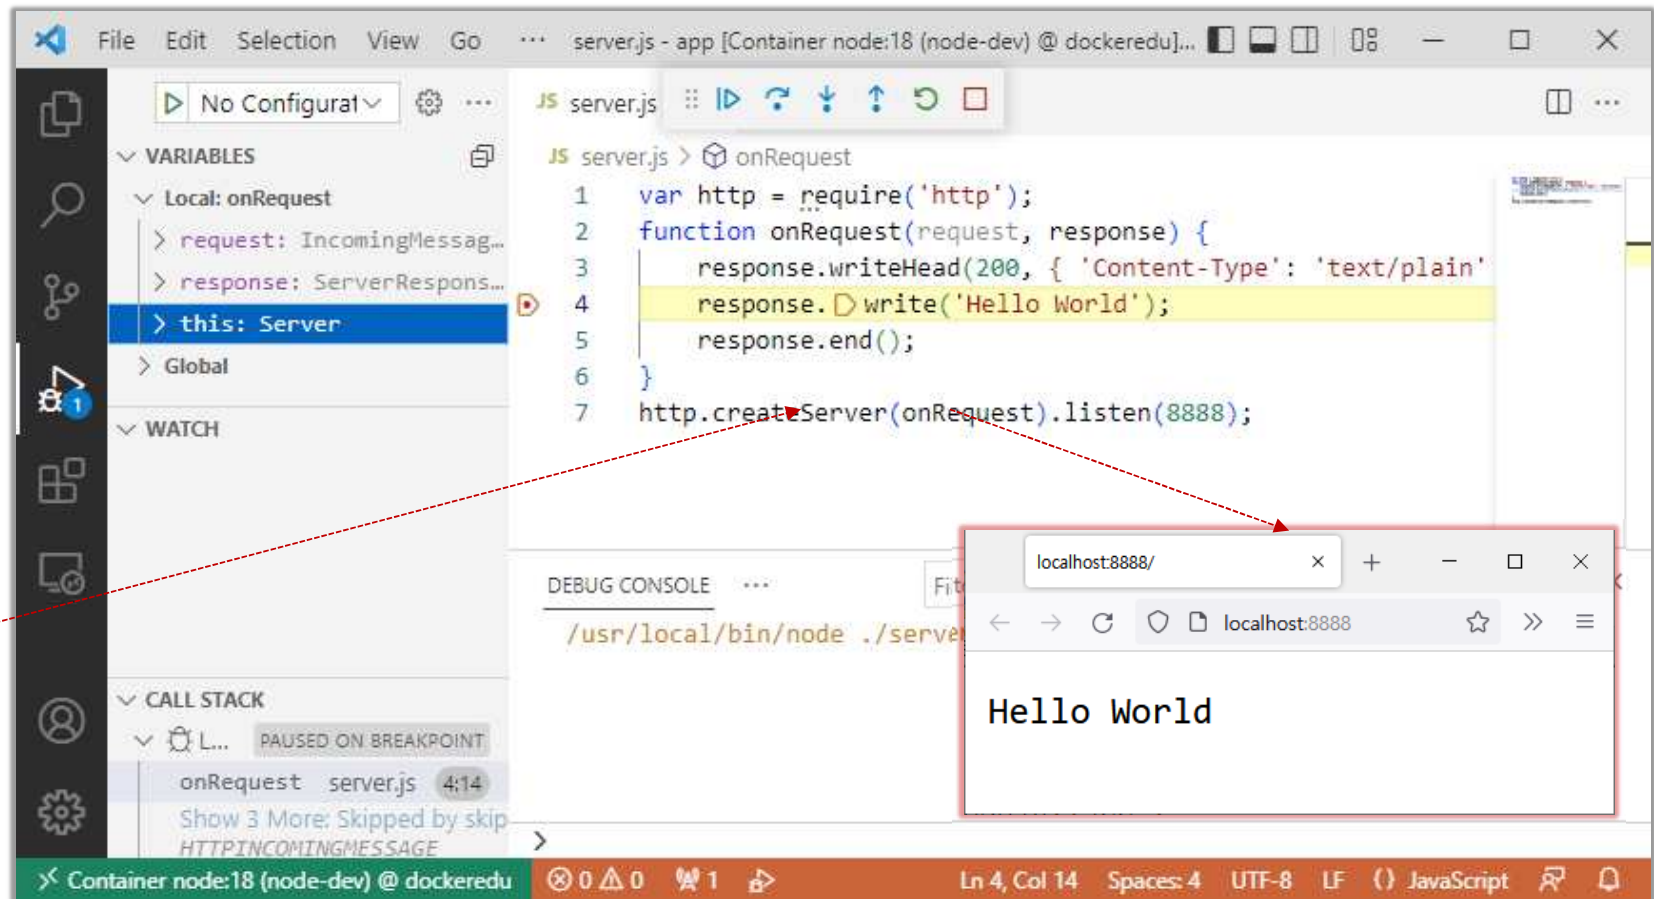 File Edit Selection View Go ··· server.js - app [Container node:18 (node-dev) @ dockeredu]...
No Configurat
···
VARIABLES
Local: onRequest
request: IncomingMessag…
response: ServerRespons…
this: Server
Global
WATCH
CALL STACK
L... PAUSED ON BREAKPOINT
onRequest server.js 4:14
Show 3 More: Skipped by skip
HTTPINCOMINGMESSAGE
JS server.js
···
JS server.js > onRequest
1 var http = require('http');
2 function onRequest(request, response) {
3 response.writeHead(200, { 'Content-Type': 'text/plain'
4 response.write('Hello World');
5 response.end();
6 }
7 http.createServer(onRequest).listen(8888);
DEBUG CONSOLE ···
/usr/local/bin/node ./serve
>
localhost:8888/
localhost:8888
Hello World
Container node:18 (node-dev) @ dockeredu 0 0 1 Ln 4, Col 14 Spaces: 4 UTF-8 LF {} JavaScript
1